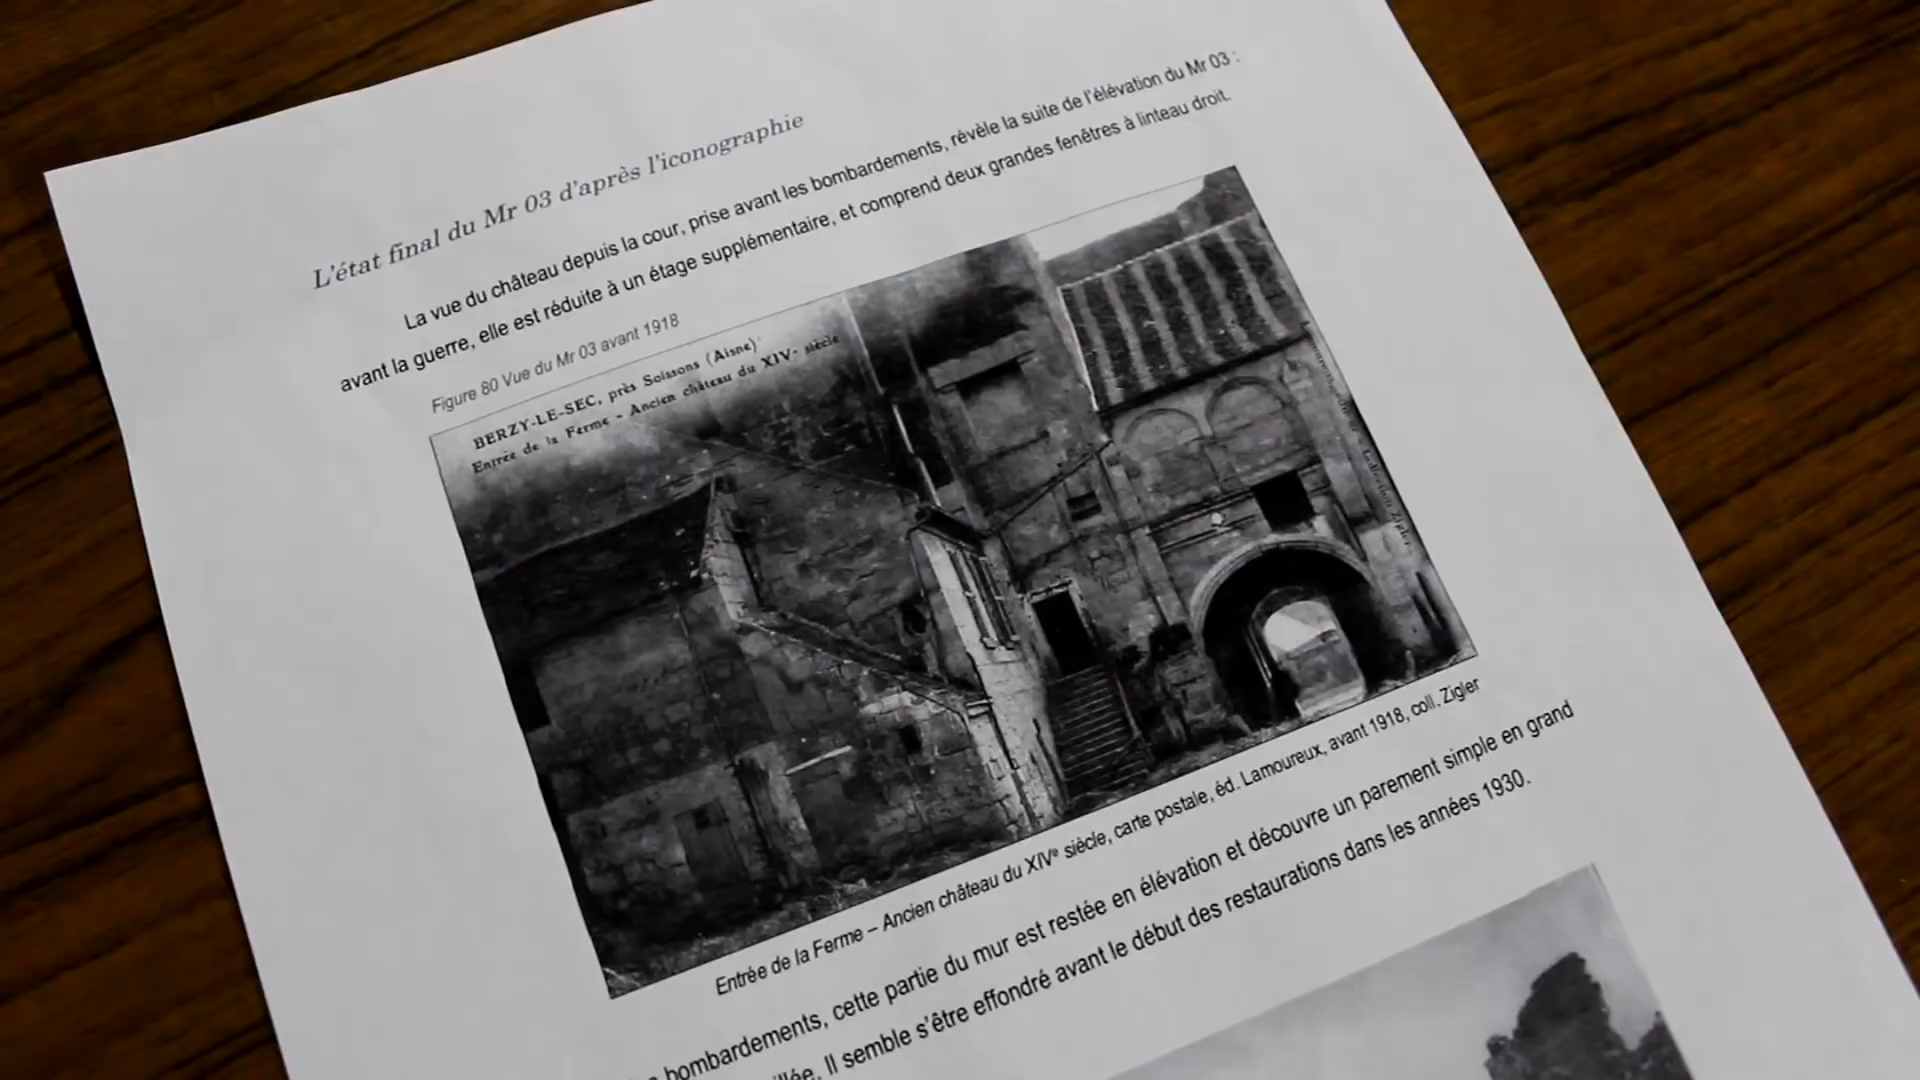 L'état final du Mr 03 d'après l'iconographie
La vue du château depuis la cour, prise avant les bombardements, révèle la suite de l'élévation du Mr 03 :
avant la guerre, elle est réduite à un étage supplémentaire, et comprend deux grandes fenêtres à linteau droit.
Figure 80 Vue du Mr 03 avant 1918
BERZY-LE-SEC, près Soissons (Aisne)
Entrée de la Ferme - Ancien château du XIVe siècle
Collection Zigler
Entrée de la Ferme – Ancien château du XIVe siècle, carte postale, éd. Lamoureux, avant 1918, coll. Zigler
bombardements, cette partie du mur est restée en élévation et découvre un parement simple en grand
Il semble s'être effondré avant le début des restaurations dans les années 1930.